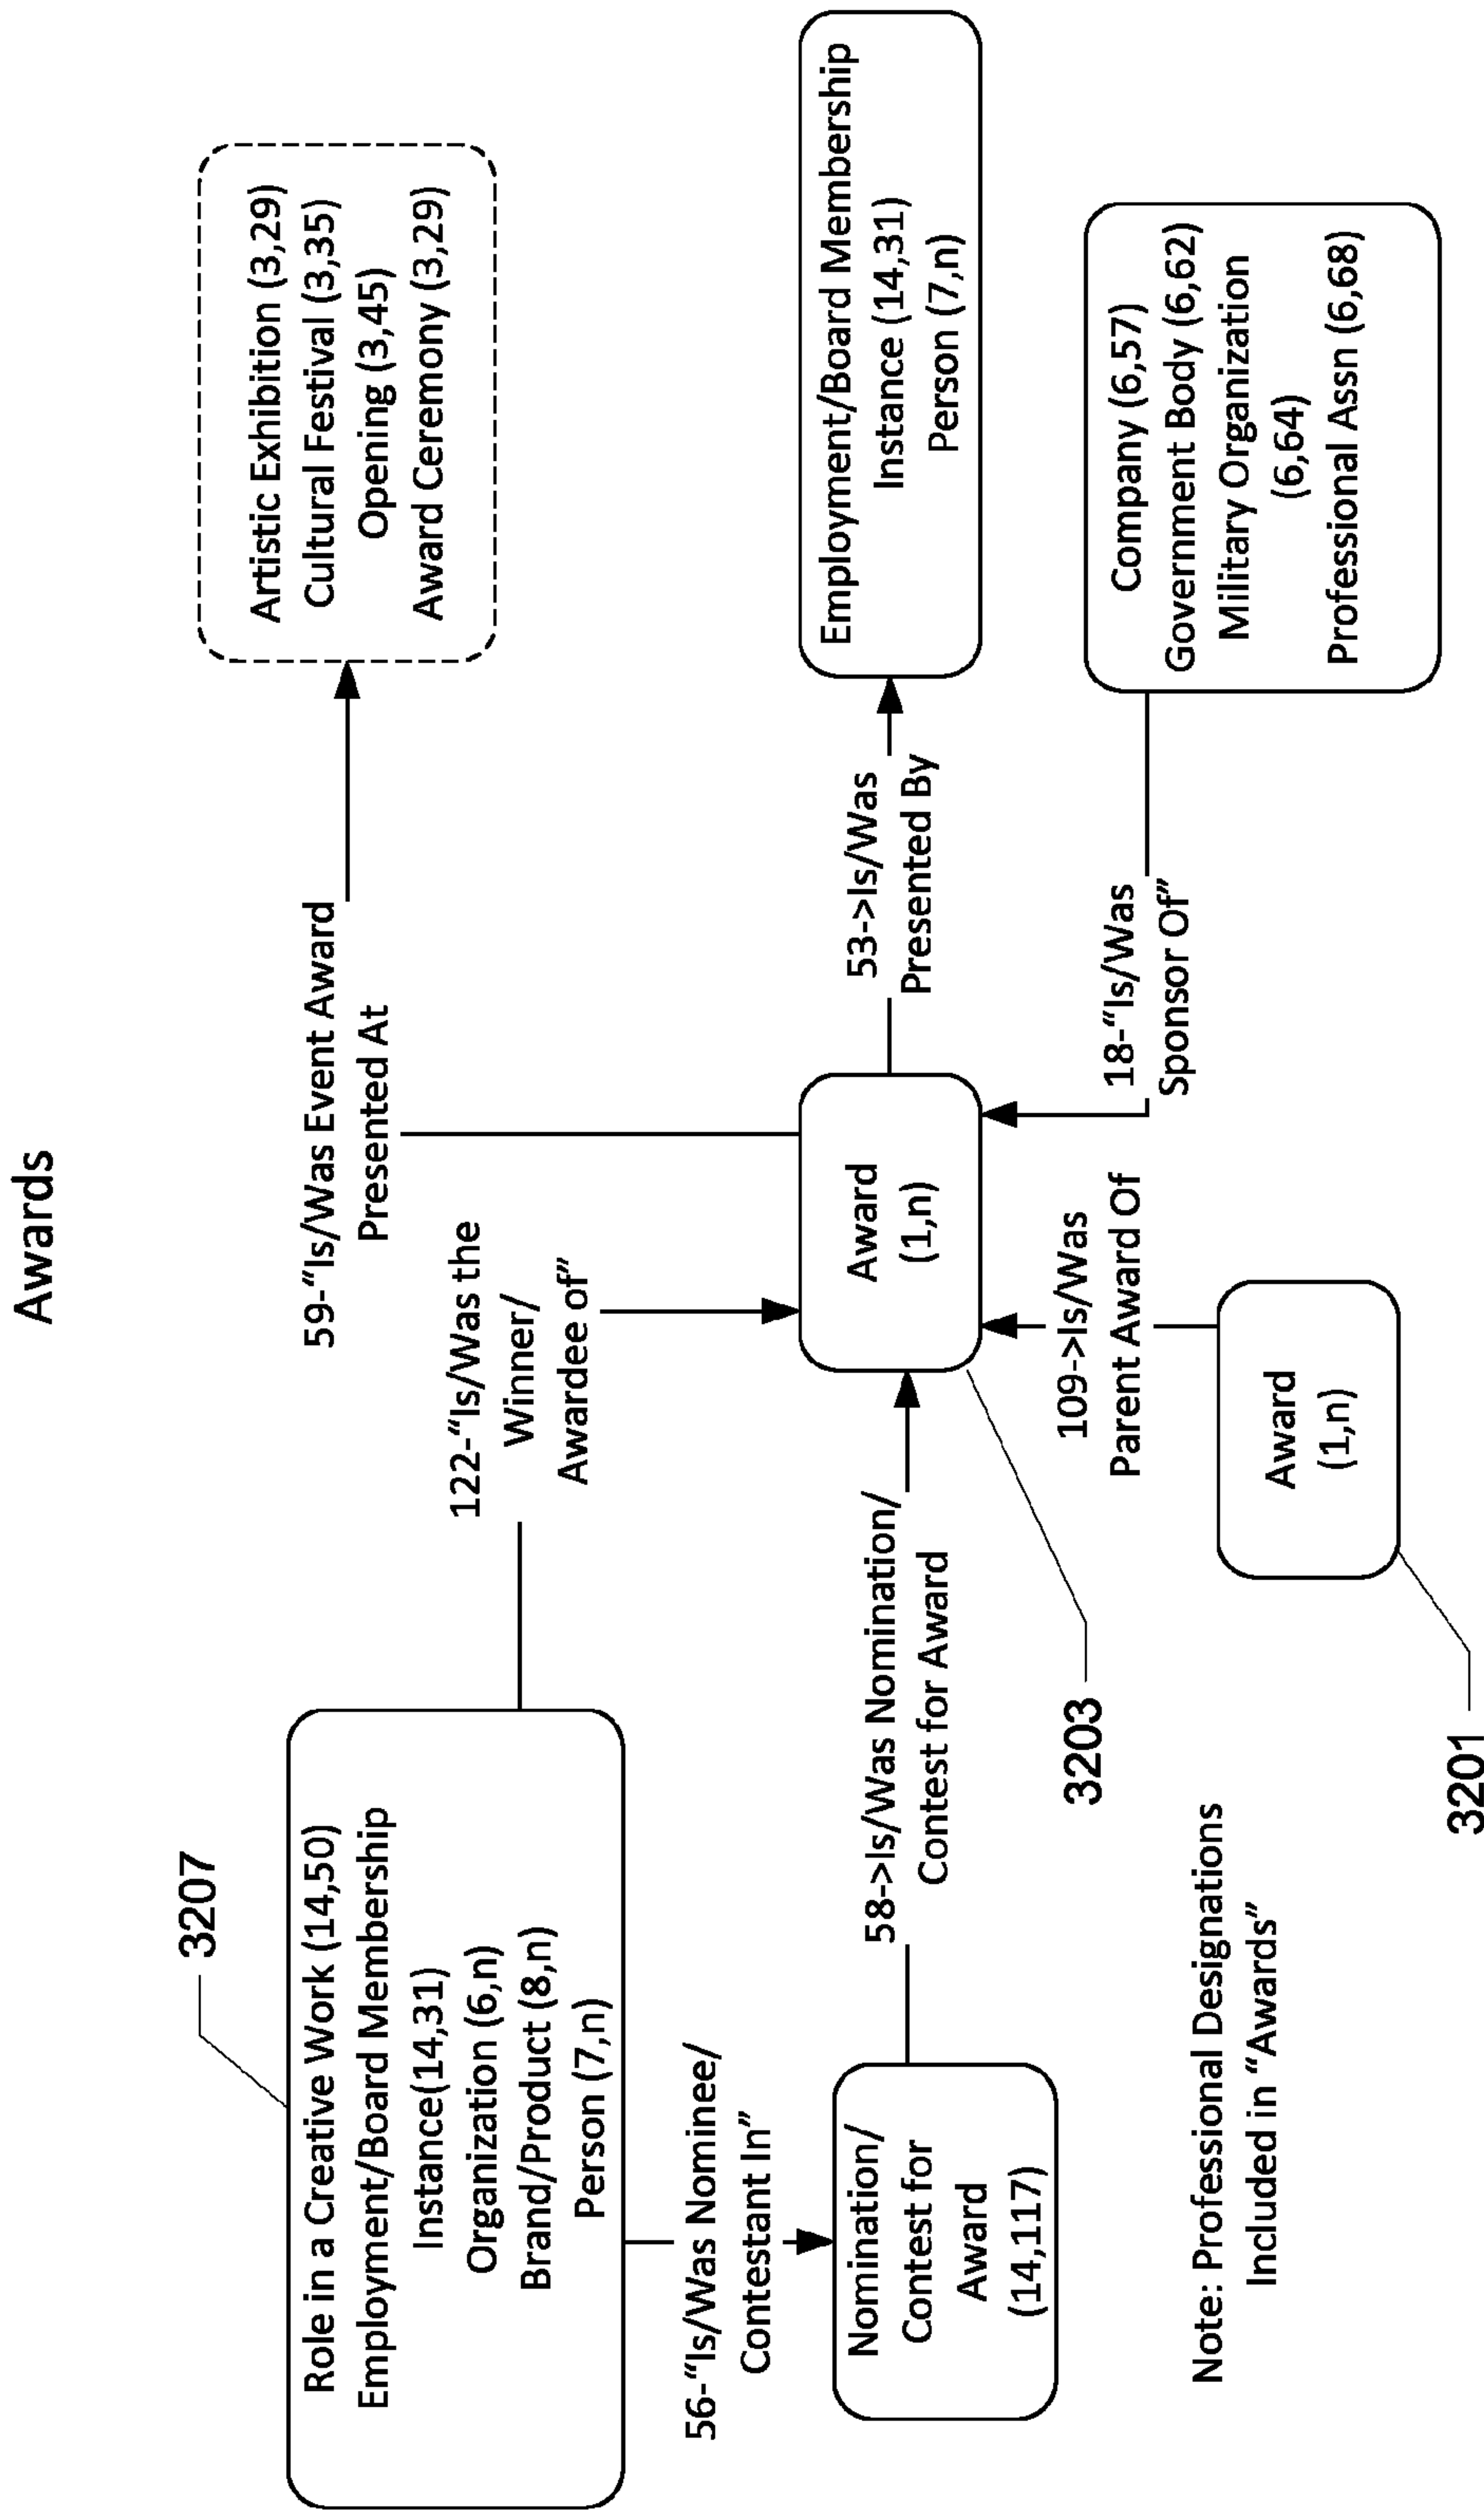 Awards
3207
Role in a Creative Work (14,50)
Employment/Board Membership
Instance(14,31)
Organization (6,n)
Brand/Product (8,n)
Person (7,n)
122-“Is/Was the
Winner/
Awardee of”
59-“Is/Was Event Award
Presented At
Artistic Exhibition (3,29)
Cultural Festival (3,35)
Opening (3,45)
Award Ceremony (3,29)
56-“Is/Was Nominee/
Contestant In”
Nomination/
Contest for
Award
(14,117)
58->Is/Was Nomination/
Contest for Award
Award
(1,n)
53->Is/Was
Presented By
Employment/Board Membership
Instance (14,31)
Person (7,n)
3203
109->Is/Was
Parent Award Of
18-“Is/Was
Sponsor Of”
Company (6,57)
Government Body (6,62)
Military Organization
(6,64)
Professional Assn (6,68)
Award
(1,n)
3201
Note: Professional Designations
Included in “Awards”